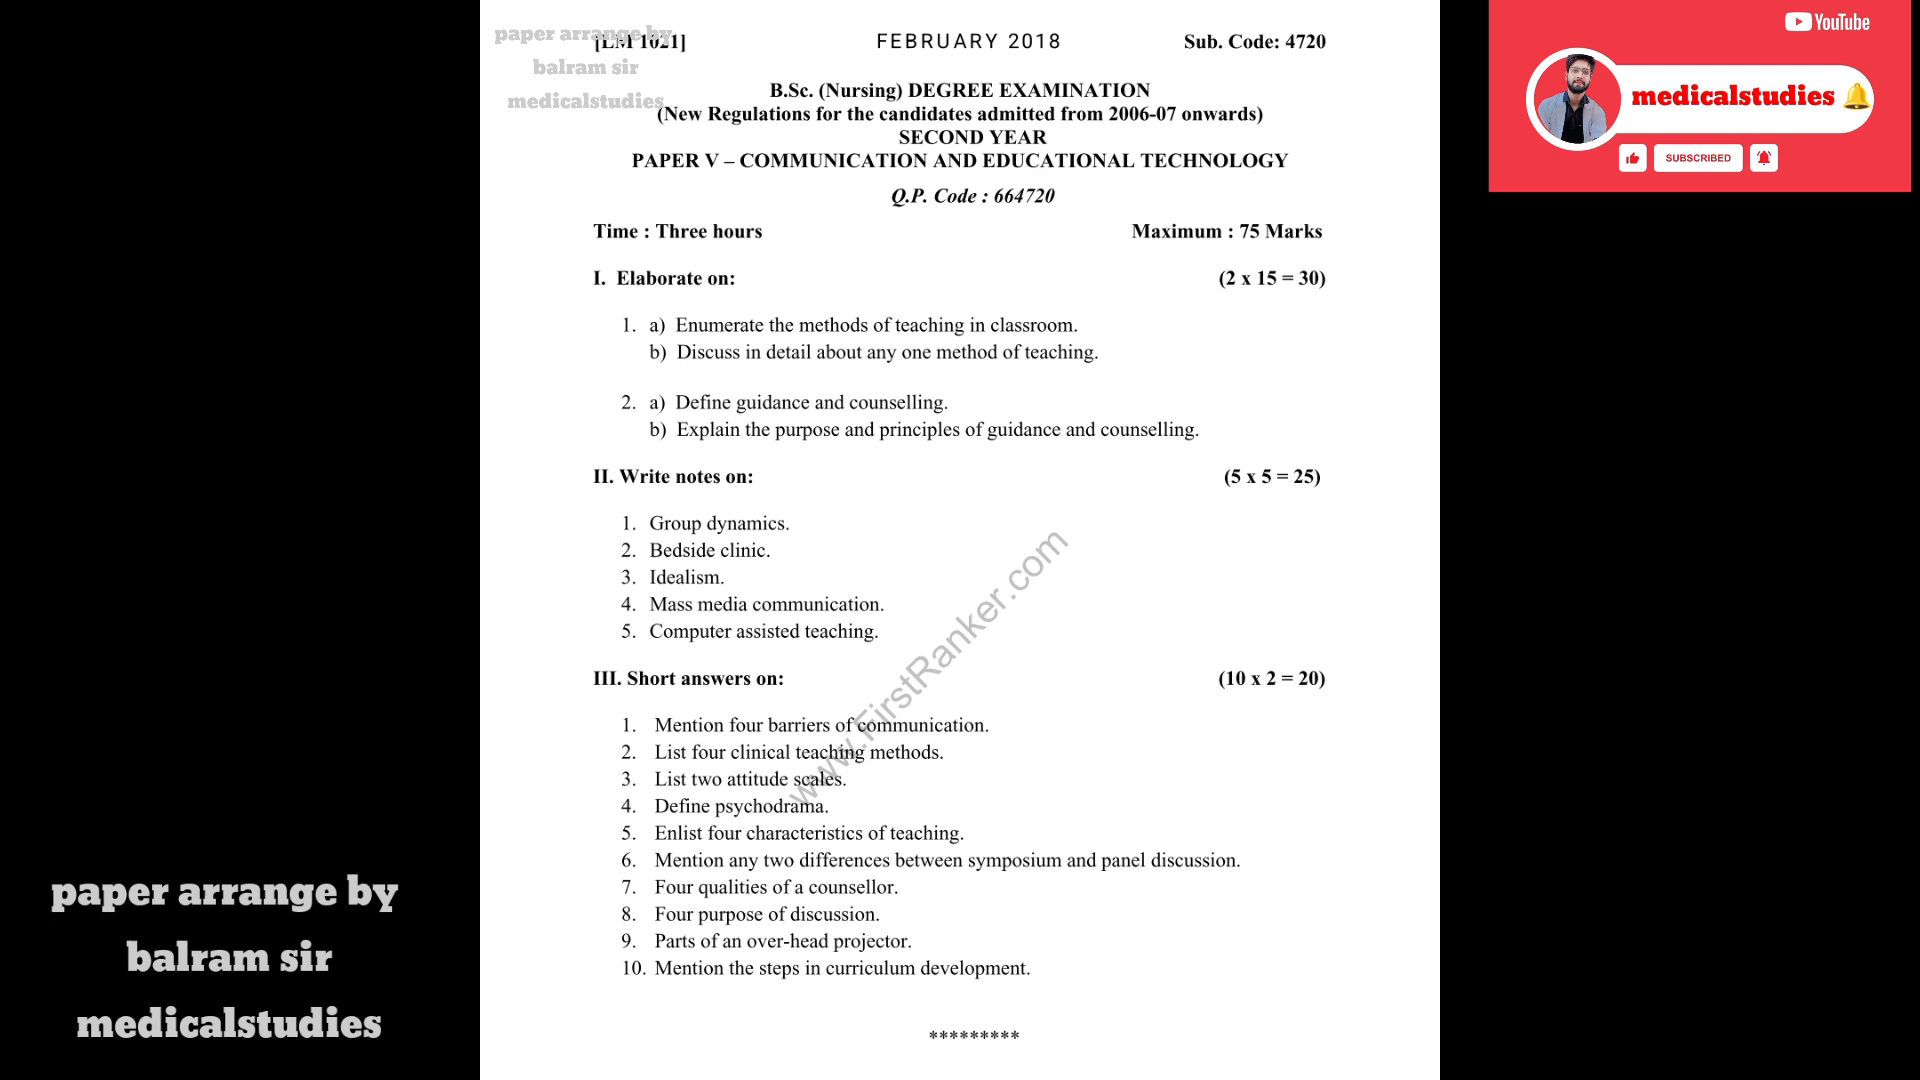 paper arrange by
balram sir
medicalstudies
[LM 1021] FEBRUARY 2018 Sub. Code: 4720
B.Sc. (Nursing) DEGREE EXAMINATION
(New Regulations for the candidates admitted from 2006-07 onwards)
SECOND YEAR
PAPER V – COMMUNICATION AND EDUCATIONAL TECHNOLOGY
Q.P. Code : 664720
Time : Three hours Maximum : 75 Marks
I. Elaborate on: (2 x 15 = 30)
1. a) Enumerate the methods of teaching in classroom.
b) Discuss in detail about any one method of teaching.
2. a) Define guidance and counselling.
b) Explain the purpose and principles of guidance and counselling.
II. Write notes on: (5 x 5 = 25)
1. Group dynamics.
2. Bedside clinic.
3. Idealism.
4. Mass media communication.
5. Computer assisted teaching.
III. Short answers on: (10 x 2 = 20)
1. Mention four barriers of communication.
2. List four clinical teaching methods.
3. List two attitude scales.
4. Define psychodrama.
5. Enlist four characteristics of teaching.
6. Mention any two differences between symposium and panel discussion.
7. Four qualities of a counsellor.
8. Four purpose of discussion.
9. Parts of an over-head projector.
10. Mention the steps in curriculum development.
*********
www.FirstRanker.com
YouTube
medicalstudies
SUBSCRIBED
paper arrange by
balram sir
medicalstudies